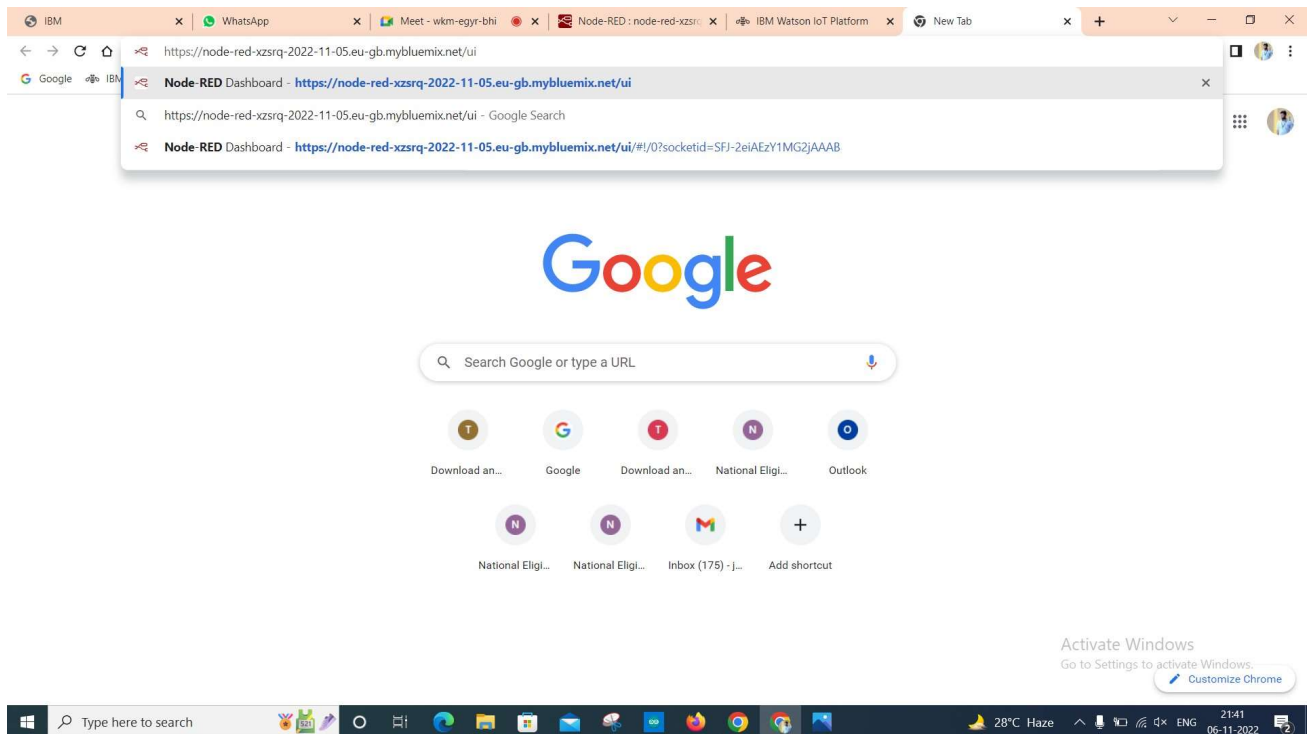 IBM
WhatsApp
Meet - wkm-egyr-bhi
Node-RED : node-red-xzsrq
IBM Watson IoT Platform
New Tab
https://node-red-xzsrq-2022-11-05.eu-gb.mybluemix.net/ui
Google
IBM
Node-RED Dashboard - https://node-red-xzsrq-2022-11-05.eu-gb.mybluemix.net/ui
https://node-red-xzsrq-2022-11-05.eu-gb.mybluemix.net/ui - Google Search
Node-RED Dashboard - https://node-red-xzsrq-2022-11-05.eu-gb.mybluemix.net/ui/#!/0?socketid=SFJ-2eiAEzY1MG2jAAAB
Google
Search Google or type a URL
T
G
T
N
O
Download an...
Google
Download an...
National Eligi...
Outlook
N
N
M
National Eligi...
National Eligi...
Inbox (175) - j...
Add shortcut
Activate Windows
Go to Settings to activate Windows.
Customize Chrome
Type here to search
521
28°C Haze
ENG
21:41
06-11-2022
2